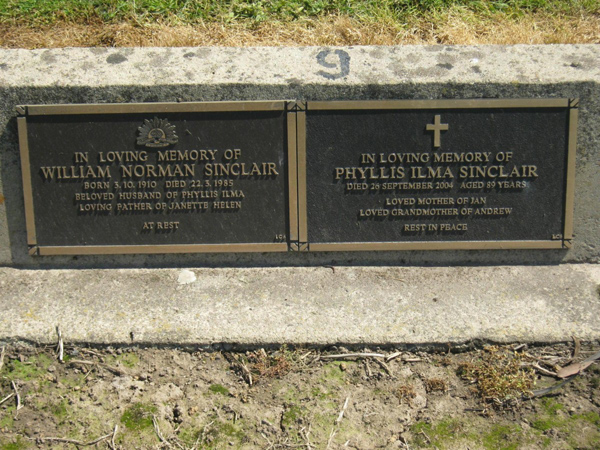 9
IN LOVING MEMORY OF
WILLIAM NORMAN SINCLAIR
BORN 3.10.1910 DIED 22.3.1985
BELOVED HUSBAND OF PHYLLIS ILMA
LOVING FATHER OF JANETTE HELEN
AT REST
IN LOVING MEMORY OF
PHYLLIS ILMA SINCLAIR
DIED 26 SEPTEMBER 2004 AGED 89 YEARS
LOVED MOTHER OF JAN
LOVED GRANDMOTHER OF ANDREW
REST IN PEACE